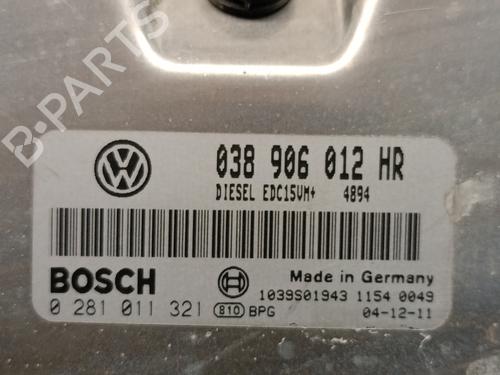 B-PARTS
038 906 012 HR
DIESEL EDC15VM+ 4894
BOSCH
Made in Germany
0 281 011 321 810 BPG
1039S01943 1154 0049
04-12-11